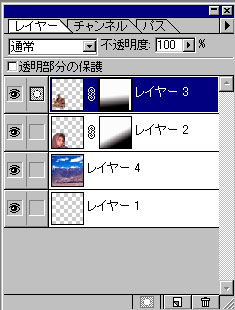 レイヤー チャンネル パス
通常 不透明度: 100 %
透明部分の保護
レイヤー 3
レイヤー 2
レイヤー 4
レイヤー 1